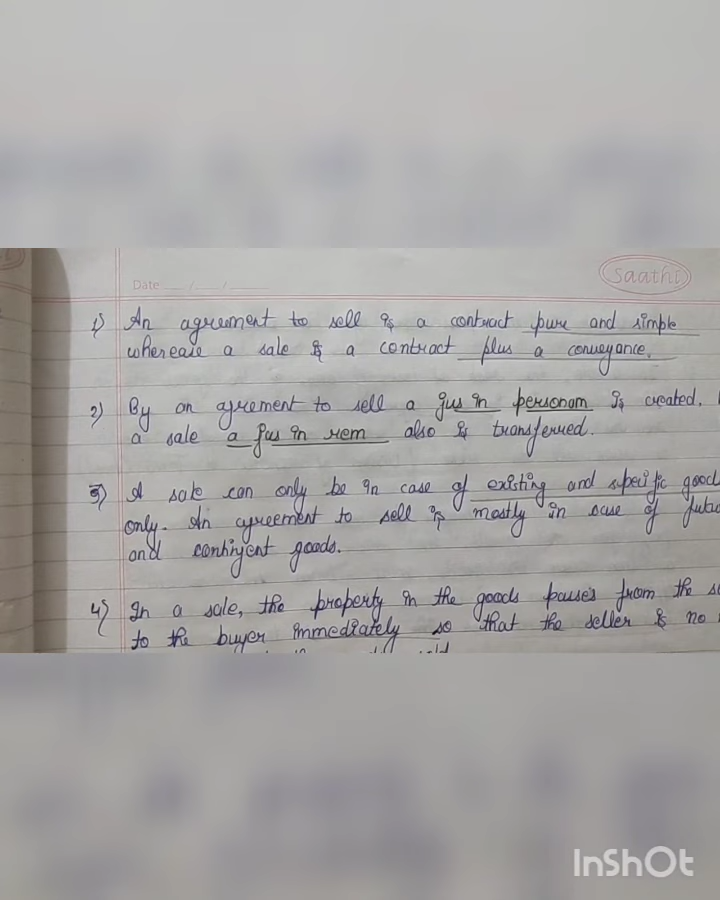 Saathi
Date __/__/____
1) An agreement to sell is a contract pure and simple
whereas a sale is a contract plus a conveyance.
2) By an agreement to sell a jus in personam is created.
a sale a jus in rem also is transferred.
3) A sale can only be in case of existing and specific good
only. An agreement to sell is mostly in case of
and contingent goods.
4) In a sale, the property in the goods passes from the
to the buyer immediately so that the seller is no
InShOt